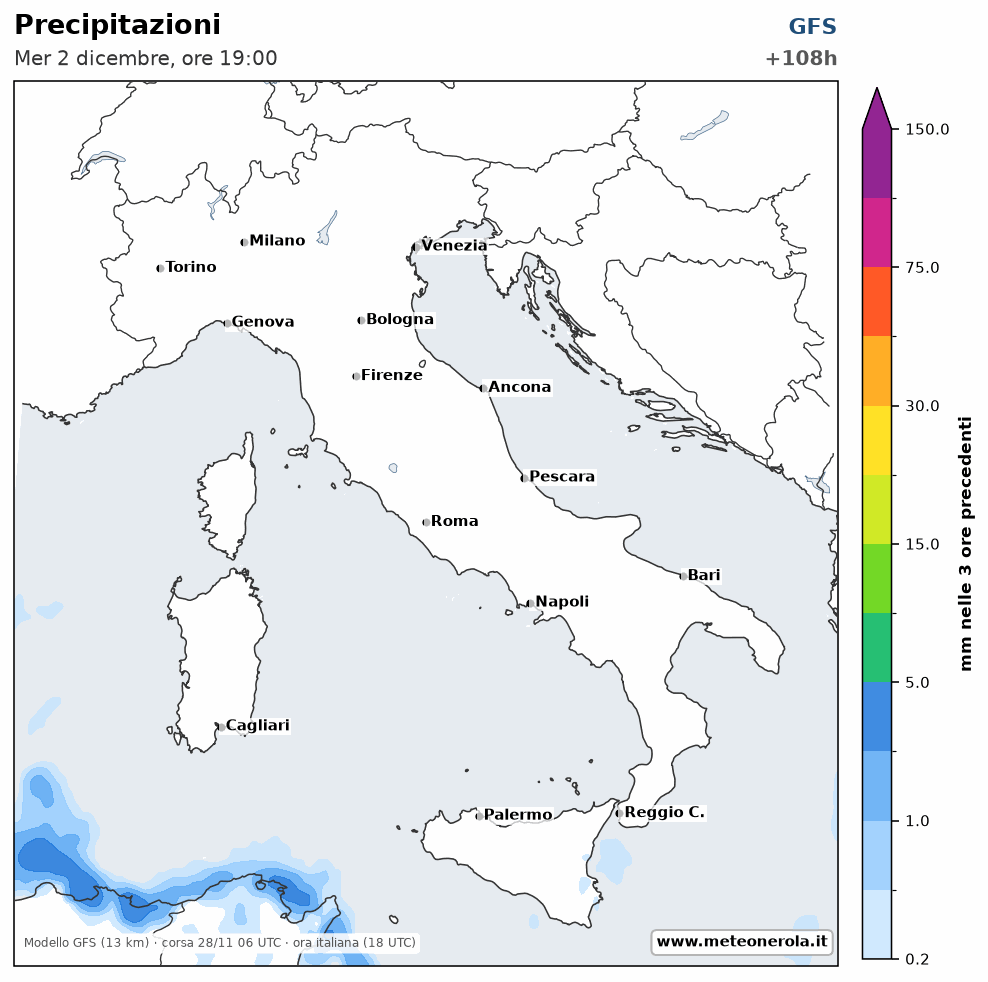 Precipitazioni
GFS
Mer 2 dicembre, ore 19:00
+108h
150.0
75.0
30.0
15.0
5.0
1.0
0.2
mm nelle 3 ore precedenti
Milano
Venezia
Torino
Genova
Bologna
Firenze
Ancona
Pescara
Roma
Bari
Napoli
Cagliari
Palermo
Reggio C.
Modello GFS (13 km) · corsa 28/11 06 UTC · ora italiana (18 UTC)
www.meteonerola.it